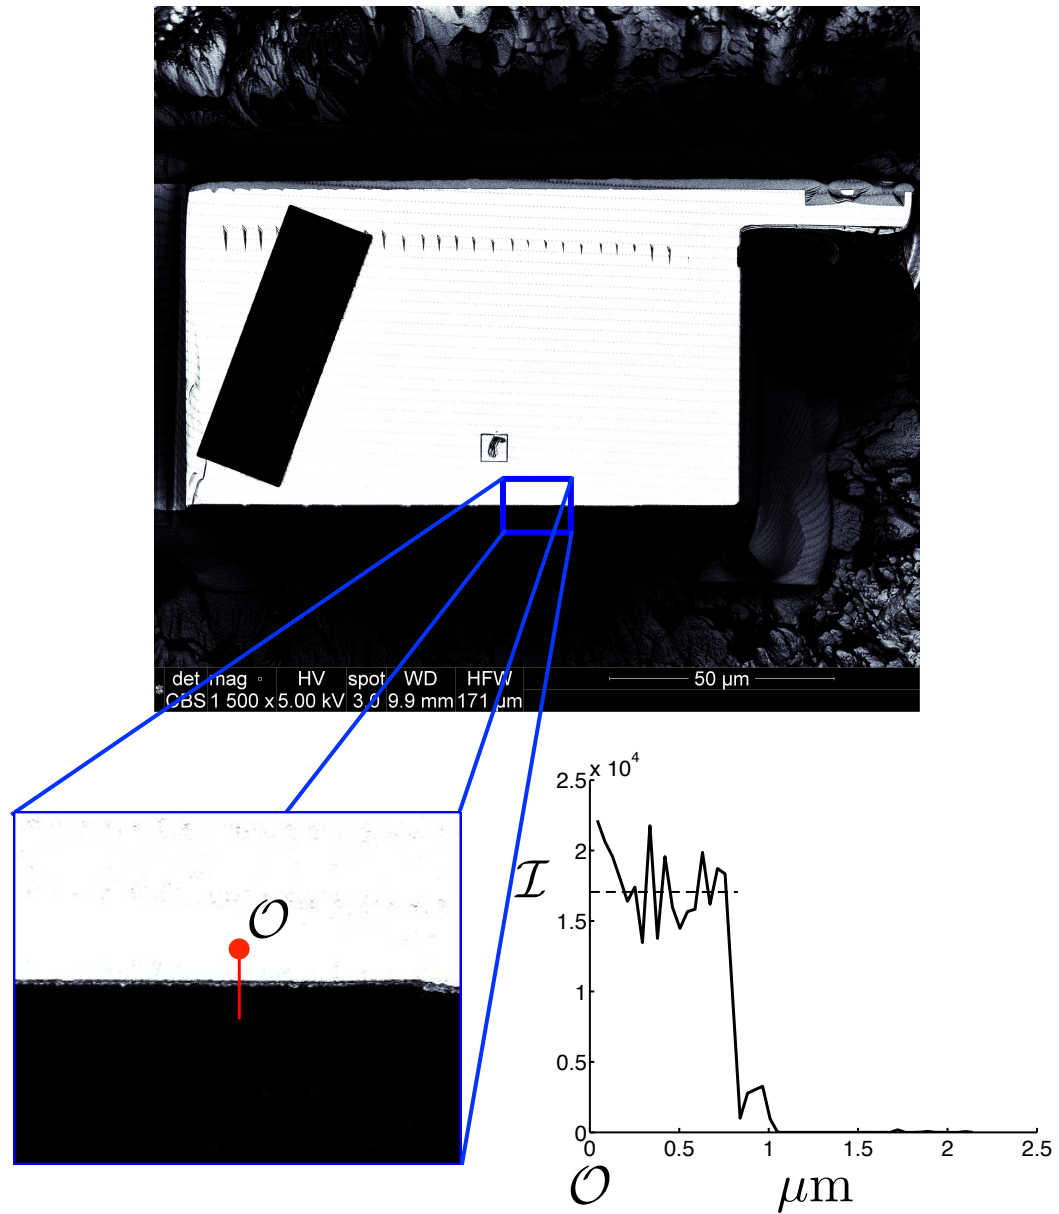 det mag HV spot WD HFW 50 µm
CBS 1 500 x 5.00 kV 3.0 9.9 mm 171 µm
x 10⁴
2.5
2
ℐ
1.5
1
0.5
0
0 0.5 1 1.5 2 2.5
𝒪 μm
𝒪